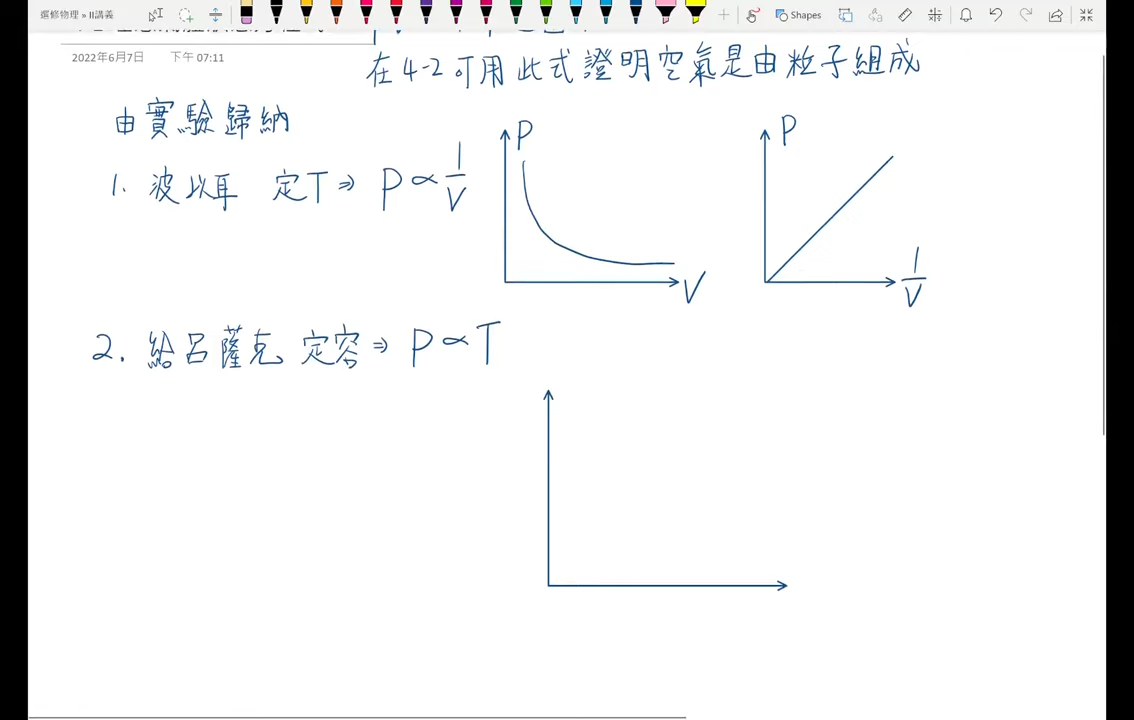 選修物理 » II講義
Shapes
2022年6月7日 下午 07:11
在4-2可用此式證明空氣是由粒子組成
由實驗歸納
1. 波以耳 定T ⇒ P ∝ 1/V
P
V
P
1/V
2. 給呂薩克 定容 ⇒ P ∝ T